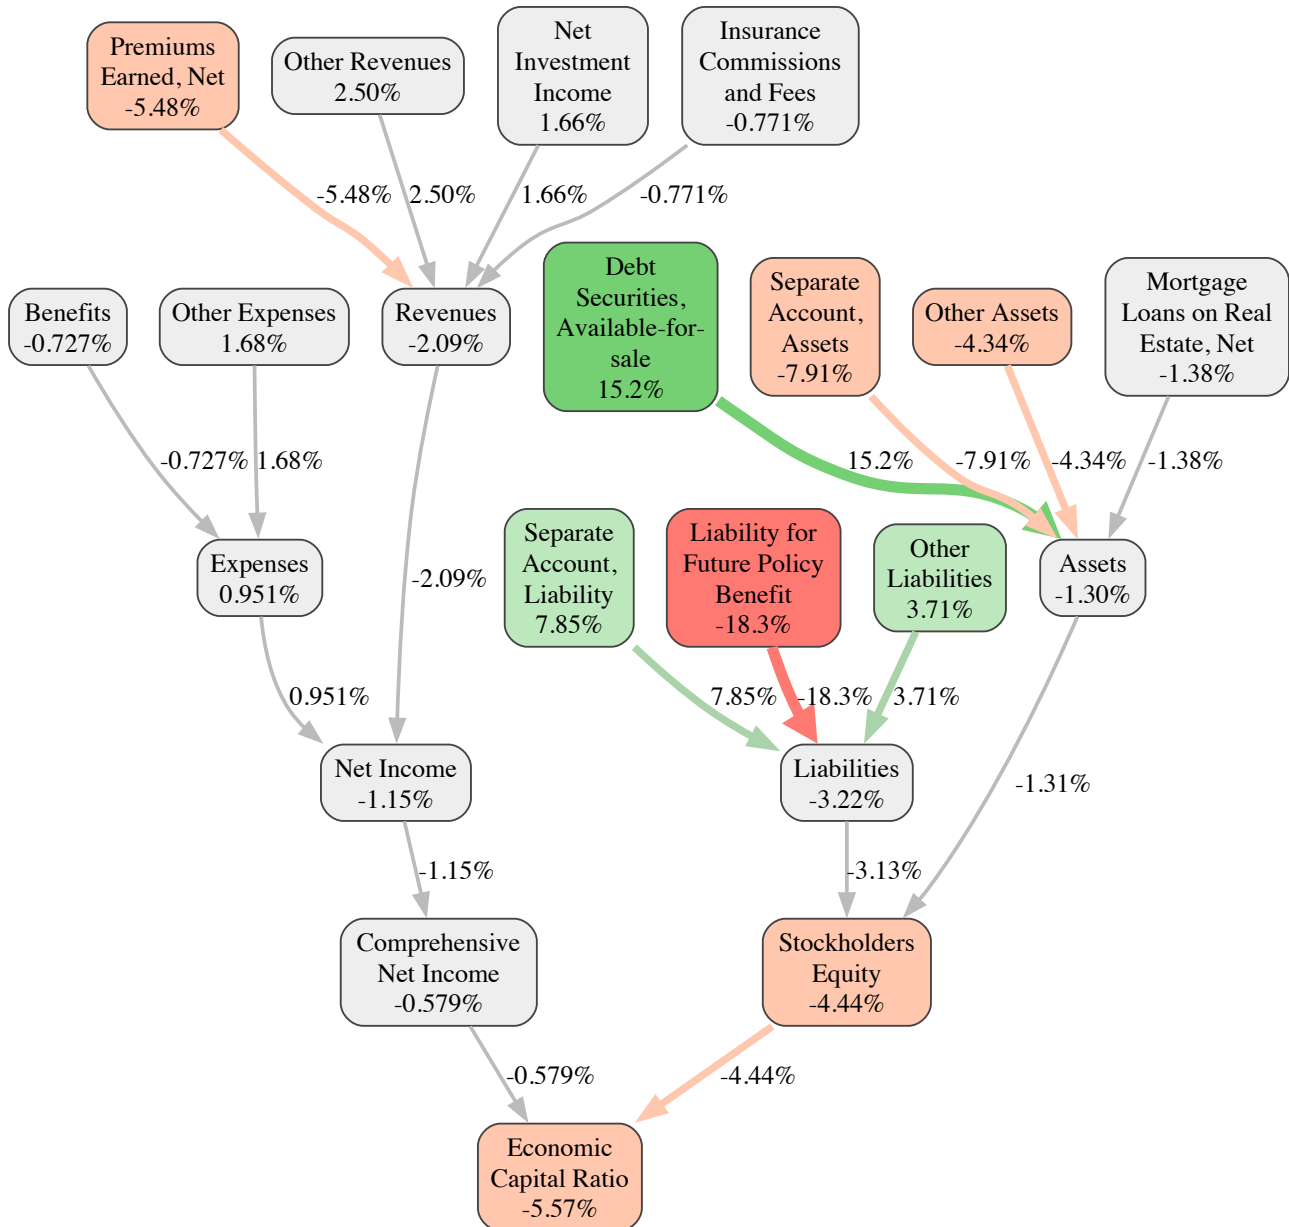 Premiums
Earned, Net
-5.48%
Other Revenues
2.50%
Net
Investment
Income
1.66%
Insurance
Commissions
and Fees
-0.771%
-5.48%
2.50%
1.66%
-0.771%
Benefits
-0.727%
Other Expenses
1.68%
Revenues
-2.09%
Debt
Securities,
Available-for-
sale
15.2%
Separate
Account,
Assets
-7.91%
Other Assets
-4.34%
Mortgage
Loans on Real
Estate, Net
-1.38%
-0.727%
1.68%
15.2%
-7.91%
-4.34%
-1.38%
Expenses
0.951%
-2.09%
Separate
Account,
Liability
7.85%
Liability for
Future Policy
Benefit
-18.3%
Other
Liabilities
3.71%
Assets
-1.30%
0.951%
7.85%
-18.3%
3.71%
Net Income
-1.15%
Liabilities
-3.22%
-1.31%
-1.15%
-3.13%
Comprehensive
Net Income
-0.579%
Stockholders
Equity
-4.44%
-0.579%
-4.44%
Economic
Capital Ratio
-5.57%